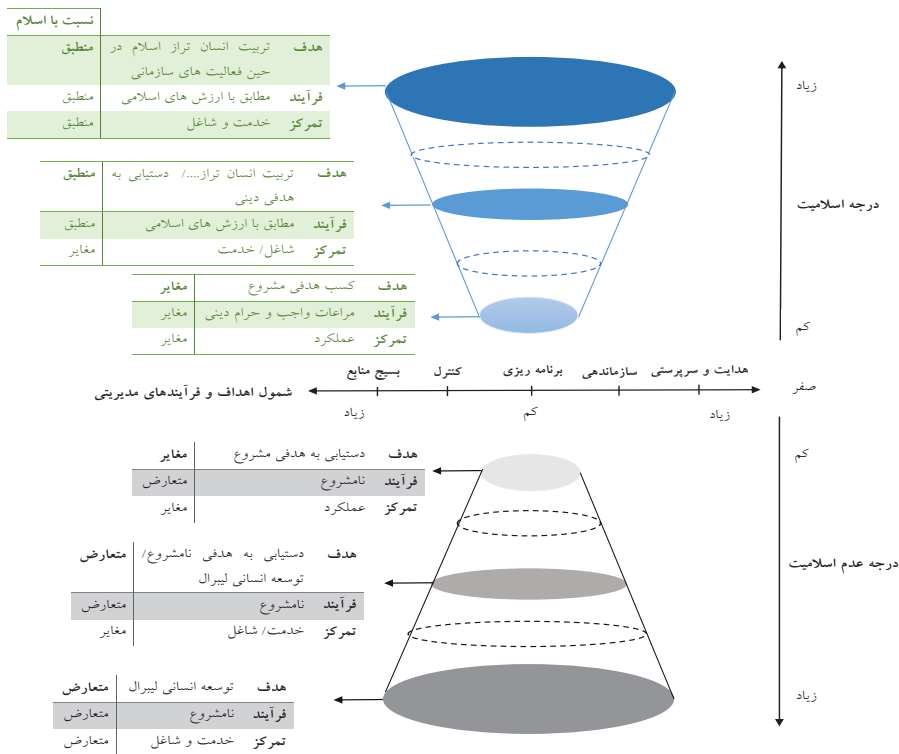 نسبت با اسلام
هدف تربیت انسان تراز اسلام در منطبق
حین فعالیت های سازمانی
فرآیند مطابق با ارزش های اسلامی منطبق
تمرکز خدمت و شاغل منطبق
زیاد
هدف تربیت انسان تراز..../ دستیابی به منطبق
هدفی دینی
فرآیند مطابق با ارزش های اسلامی منطبق
تمرکز شاغل/ خدمت مغایر
درجه اسلامیت
هدف کسب هدفی مشروع مغایر
فرآیند مراعات واجب و حرام دینی مغایر
تمرکز عملکرد مغایر
کم
هدایت و سرپرستی سازماندهی برنامه ریزی کنترل بسیج منابع
صفر
شمول اهداف و فرآیندهای مدیریتی
زیاد کم زیاد
هدف دستیابی به هدفی مشروع مغایر
فرآیند نامشروع متعارض
تمرکز عملکرد مغایر
کم
هدف دستیابی به هدفی نامشروع/ متعارض
توسعه انسانی لیبرال
فرآیند نامشروع متعارض
تمرکز خدمت/ شاغل مغایر
درجه عدم اسلامیت
هدف توسعه انسانی لیبرال متعارض
فرآیند نامشروع متعارض
تمرکز خدمت و شاغل متعارض
زیاد